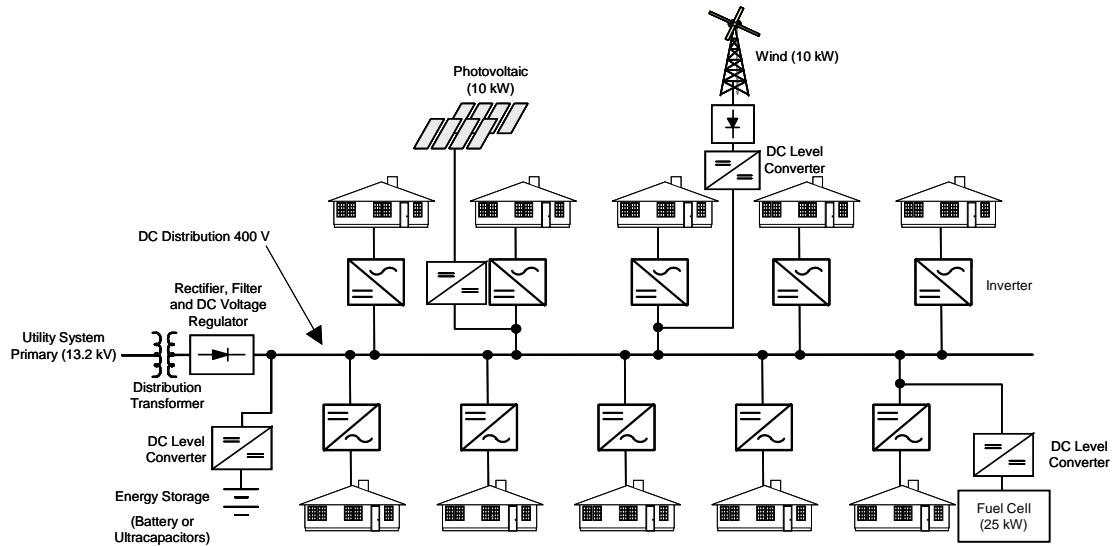 Wind (10 kW)
Photovoltaic
(10 kW)
DC Level
Converter
DC Distribution 400 V
Inverter
Rectifier, Filter
and DC Voltage
Regulator
Utility System
Primary (13.2 kV)
Distribution
Transformer
DC Level
Converter
DC Level
Converter
Energy Storage
(Battery or
Ultracapacitors)
Fuel Cell
(25 kW)